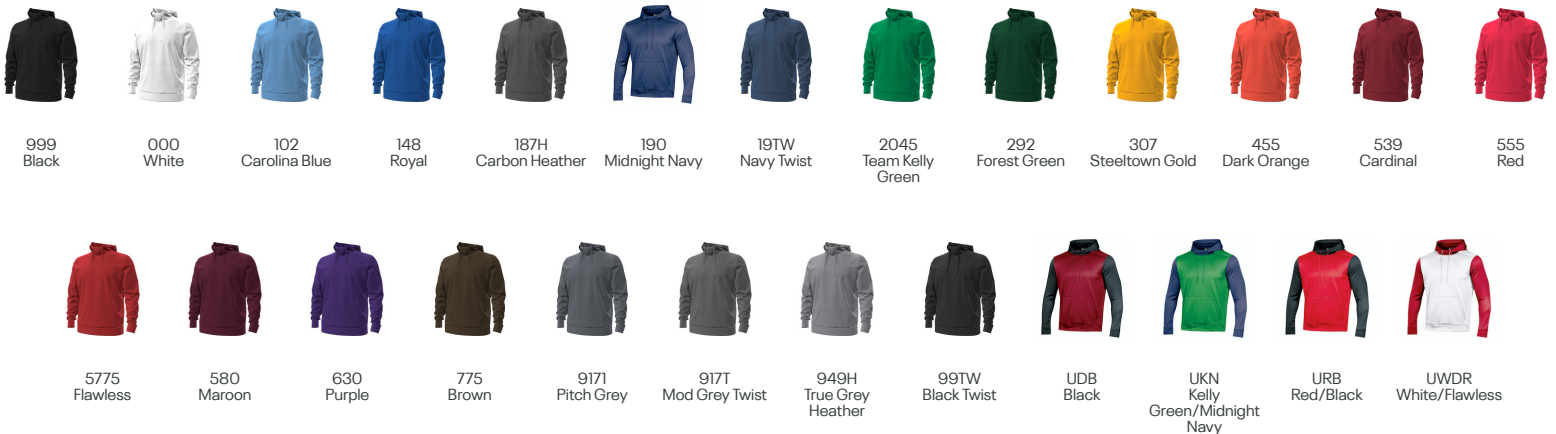 999
Black
000
White
102
Carolina Blue
148
Royal
187H
Carbon Heather
190
Midnight Navy
19TW
Navy Twist
2045
Team Kelly
Green
292
Forest Green
307
Steeltown Gold
455
Dark Orange
539
Cardinal
555
Red
5775
Flawless
580
Maroon
630
Purple
775
Brown
9171
Pitch Grey
917T
Mod Grey Twist
949H
True Grey
Heather
99TW
Black Twist
UDB
Black
UKN
Kelly
Green/Midnight
Navy
URB
Red/Black
UWDR
White/Flawless